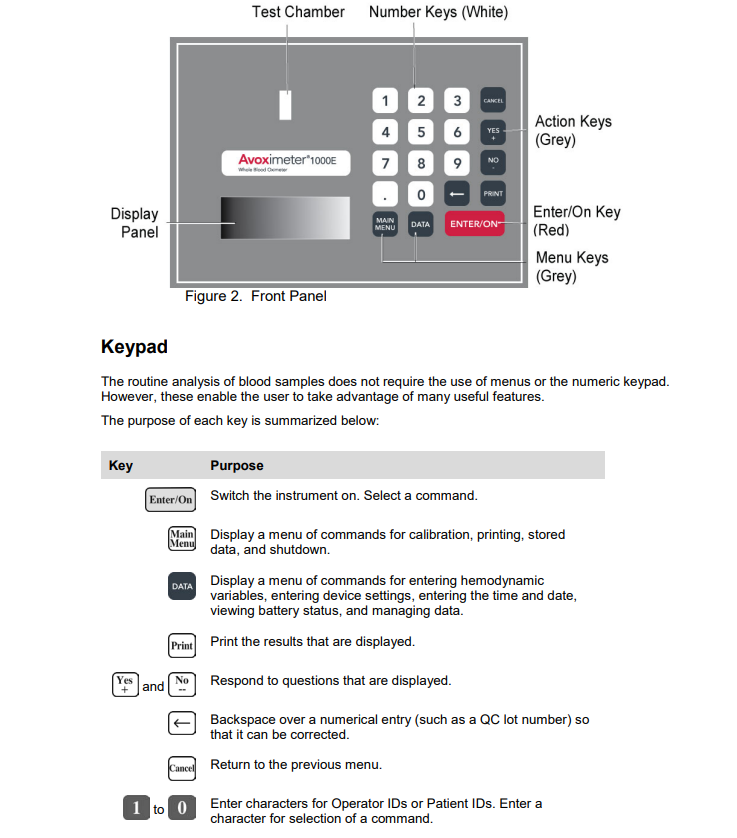 Test Chamber
Number Keys (White)
1 2 3 CANCEL
4 5 6 YES +
7 8 9 NO -
. 0 ← PRINT
MAIN MENU DATA ENTER/ON
Avoximeter®1000E
Whole Blood Oximeter
Action Keys
(Grey)
Display
Panel
Enter/On Key
(Red)
Menu Keys
(Grey)
Figure 2.  Front Panel
Keypad
The routine analysis of blood samples does not require the use of menus or the numeric keypad.
However, these enable the user to take advantage of many useful features.
The purpose of each key is summarized below:
Key Purpose
Enter/On Switch the instrument on. Select a command.
Main Menu Display a menu of commands for calibration, printing, stored
data, and shutdown.
DATA Display a menu of commands for entering hemodynamic
variables, entering device settings, entering the time and date,
viewing battery status, and managing data.
Print Print the results that are displayed.
Yes + and No -- Respond to questions that are displayed.
← Backspace over a numerical entry (such as a QC lot number) so
that it can be corrected.
Cancel Return to the previous menu.
1 to 0 Enter characters for Operator IDs or Patient IDs. Enter a
character for selection of a command.